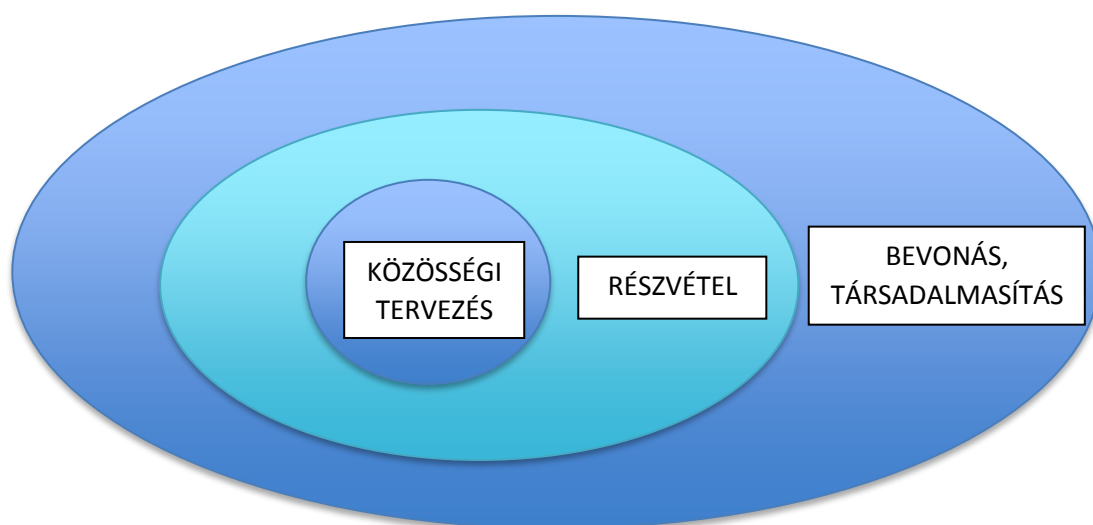 KÖZÖSSÉGI
TERVEZÉS
RÉSZVÉTEL
BEVONÁS,
TÁRSADALMASÍTÁS